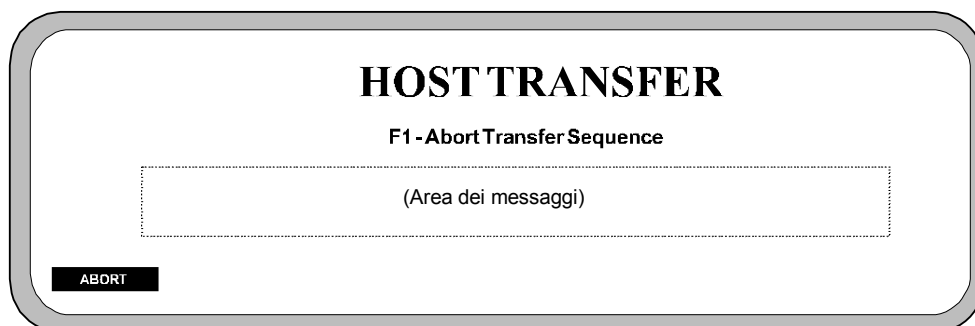 HOST TRANSFER
F1 - Abort Transfer Sequence
(Area dei messaggi)
ABORT